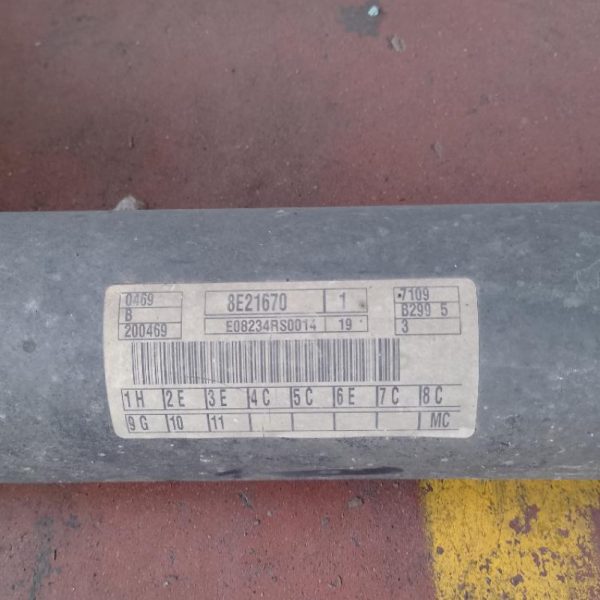 0469 8E21670 1 7109
B B299 5
200469 E08234RS0014 19 3
1H 2E 3E 4C 5C 6E 7C 8C
9G 10 11 MC